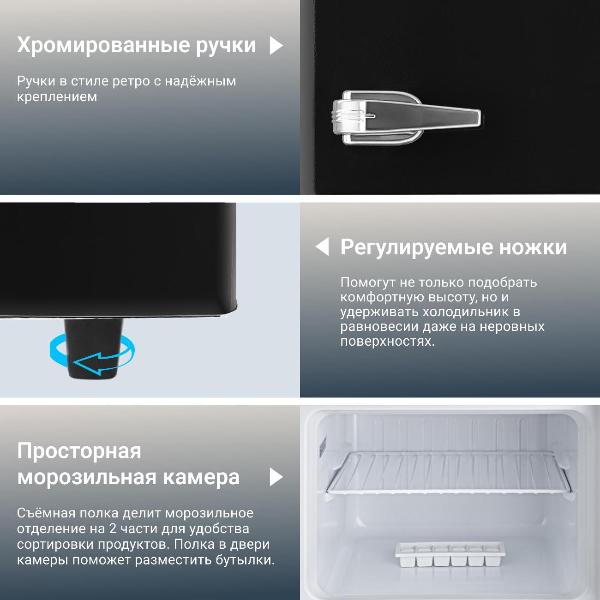 Хромированные ручки
Ручки в стиле ретро с надёжным
креплением
Регулируемые ножки
Помогут не только подобрать
комфортную высоту, но и
удерживать холодильник в
равновесии даже на неровных
поверхностях.
Просторная
морозильная камера
Съёмная полка делит морозильное
отделение на 2 части для удобства
сортировки продуктов. Полка в двери
камеры поможет разместить бутылки.